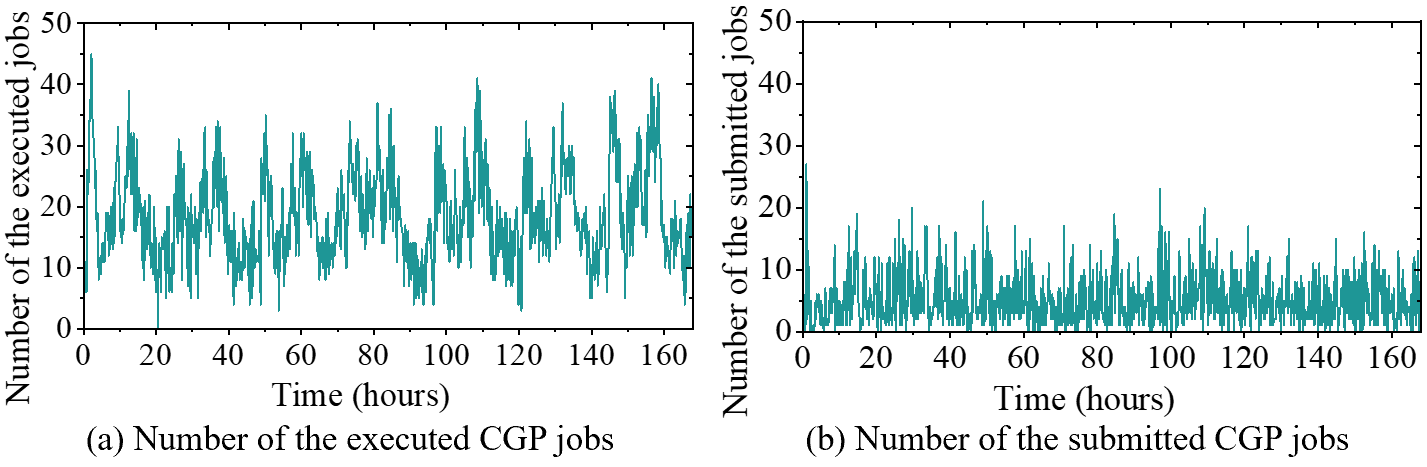 Number of the executed jobs
50
40
30
20
10
0
0 20 40 60 80 100 120 140 160
Time (hours)
(a) Number of the executed CGP jobs
Number of the submitted jobs
50
40
30
20
10
0
0 20 40 60 80 100 120 140 160
Time (hours)
(b) Number of the submitted CGP jobs